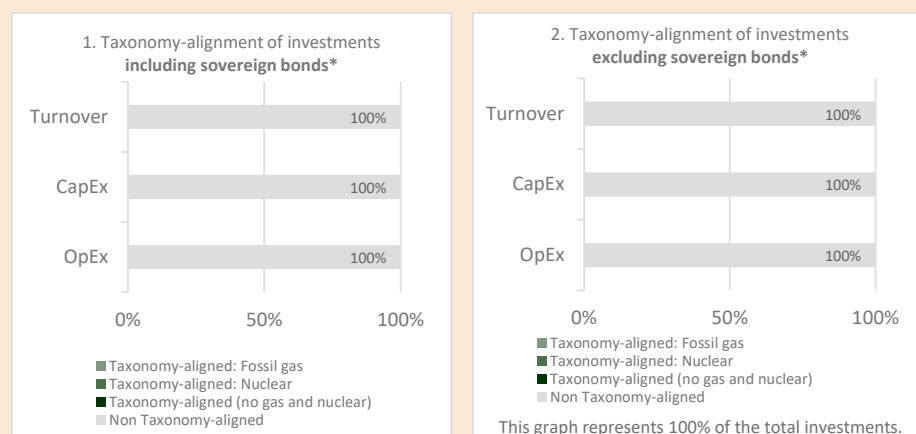 1. Taxonomy-alignment of investments
including sovereign bonds*
Turnover
100%
CapEx
100%
OpEx
100%
0%
50%
100%
Taxonomy-aligned: Fossil gas
Taxonomy-aligned: Nuclear
Taxonomy-aligned (no gas and nuclear)
Non Taxonomy-aligned
2. Taxonomy-alignment of investments
excluding sovereign bonds*
Turnover
100%
CapEx
100%
OpEx
100%
0%
50%
100%
Taxonomy-aligned: Fossil gas
Taxonomy-aligned: Nuclear
Taxonomy-aligned (no gas and nuclear)
Non Taxonomy-aligned
This graph represents 100% of the total investments.